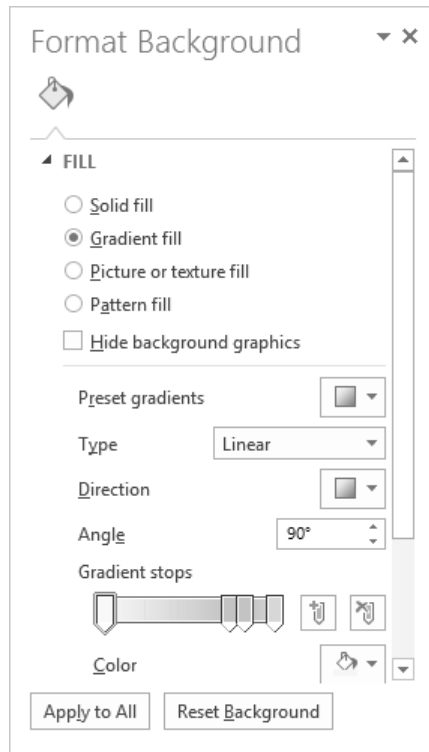 Format Background
FILL
Solid fill
Gradient fill
Picture or texture fill
Pattern fill
Hide background graphics
Preset gradients
Type Linear
Direction
Angle 90°
Gradient stops
Color
Apply to All Reset Background